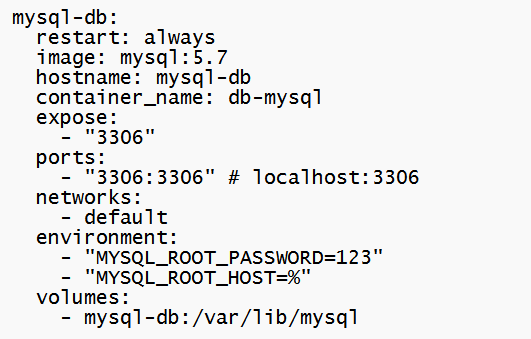 mysql-db:
  restart: always
  image: mysql:5.7
  hostname: mysql-db
  container_name: db-mysql
  expose:
    - "3306"
  ports:
    - "3306:3306" # localhost:3306
  networks:
    - default
  environment:
    - "MYSQL_ROOT_PASSWORD=123"
    - "MYSQL_ROOT_HOST=%"
  volumes:
    - mysql-db:/var/lib/mysql